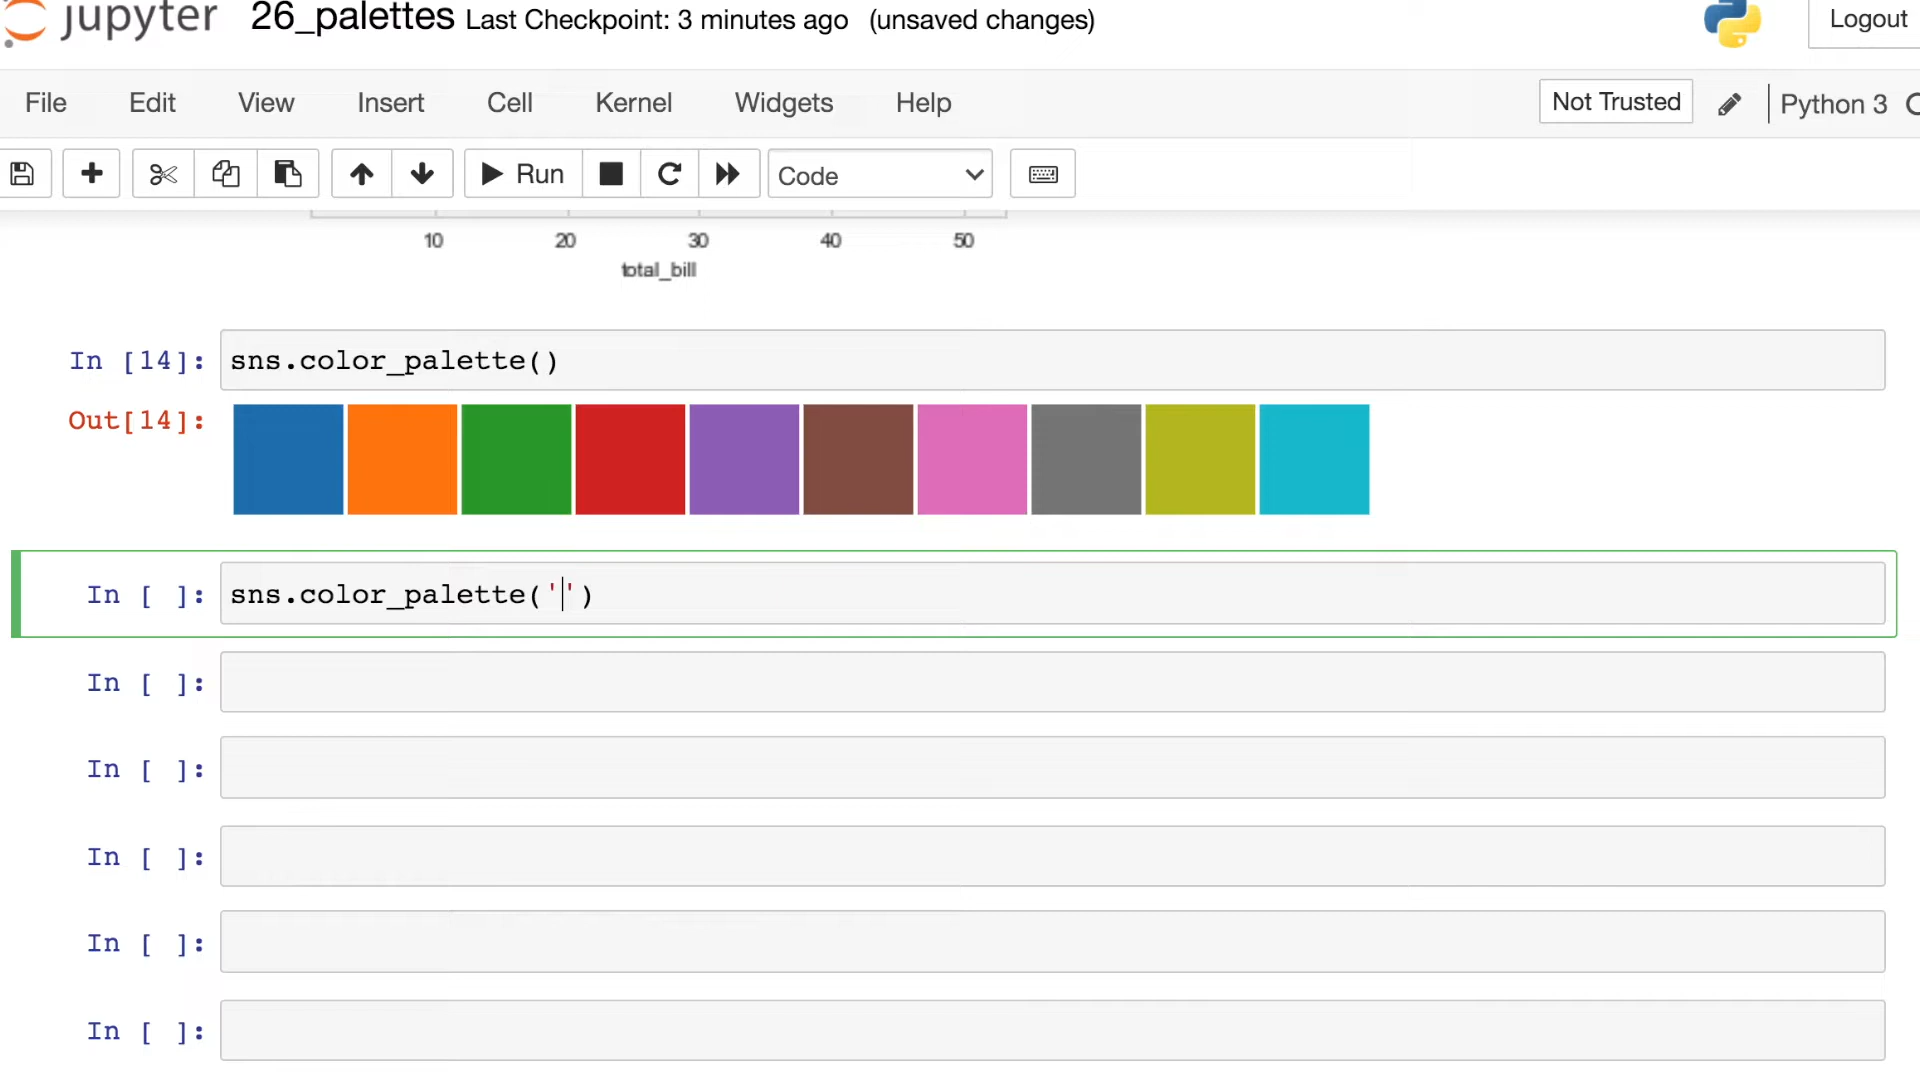 jupyter 26_palettes Last Checkpoint: 3 minutes ago (unsaved changes) Logout
File Edit View Insert Cell Kernel Widgets Help Not Trusted Python 3
Run Code
10 20 30 40 50
total_bill
In [14]: sns.color_palette()
Out[14]:
In [ ]: sns.color_palette('')
In [ ]:
In [ ]:
In [ ]:
In [ ]:
In [ ]: